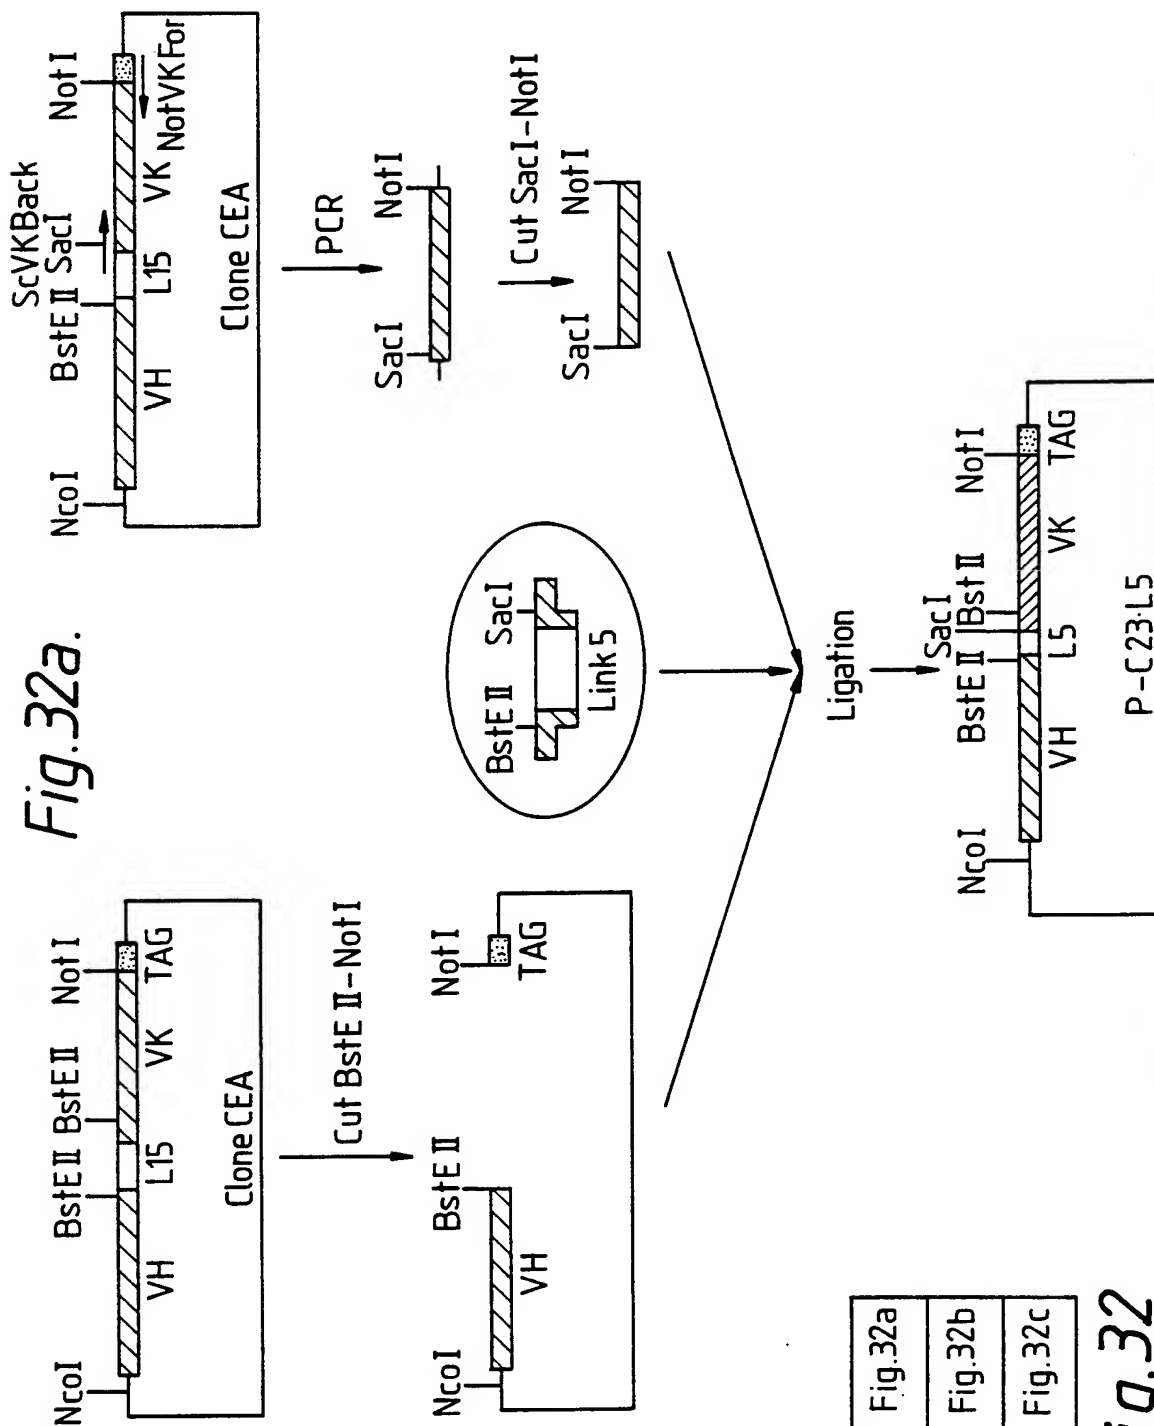 Fig.32a.
NcoI
BstE II
BstE II
NotI
VH
L15
VK
TAG
Clone CEA
Cut BstE II-NotI
NcoI
BstE II
NotI
VH
TAG
ScVKBack
NcoI
BstE II
SacI
NotI
VH
L15
VK
NotVKFor
Clone CEA
PCR
SacI
NotI
Cut SacI-NotI
SacI
NotI
BstE II
SacI
Link 5
Ligation
NcoI
BstE II
SacI
Bst II
NotI
VH
L5
VK
TAG
P-C23·L5
Fig.32a
Fig.32b
Fig.32c